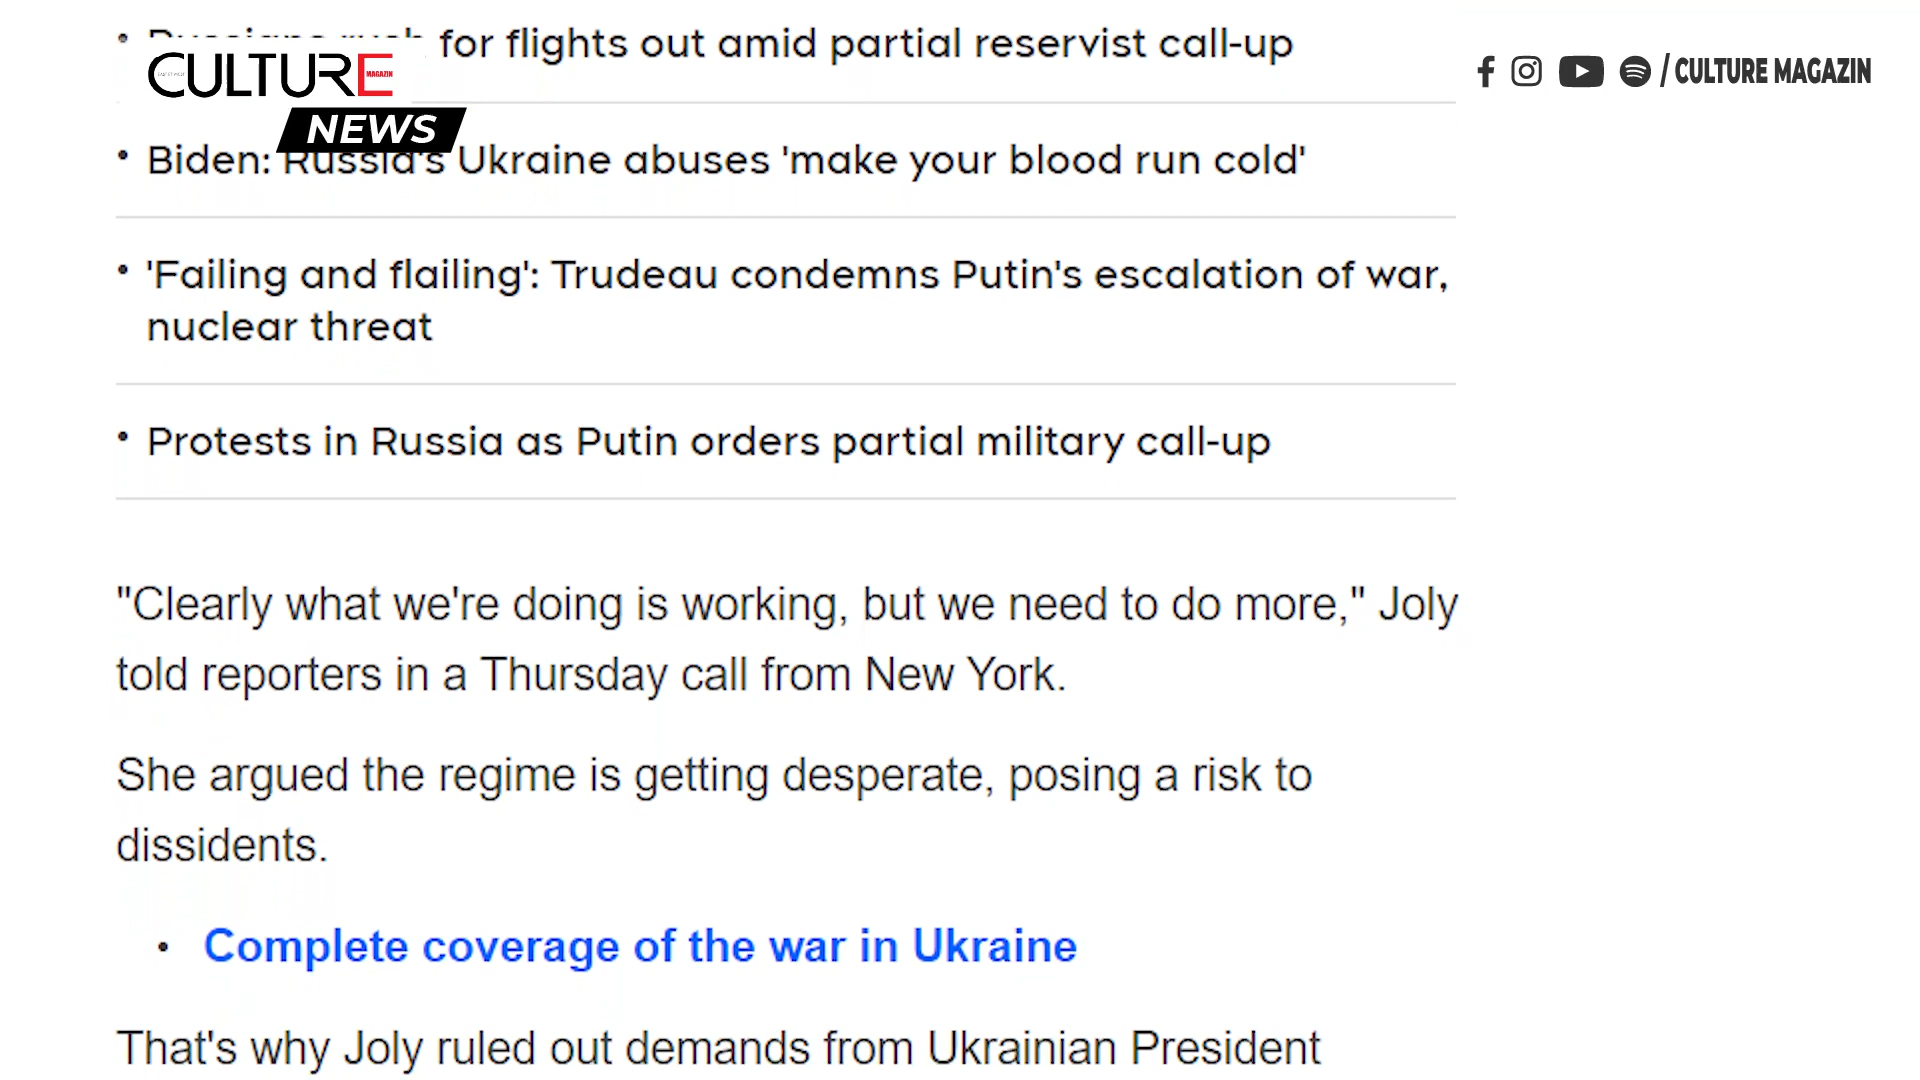 for flights out amid partial reservist call-up
CULTURE
MAGAZIN
NEWS
/ CULTURE MAGAZIN
• Biden: Russia's Ukraine abuses 'make your blood run cold'
• 'Failing and flailing': Trudeau condemns Putin's escalation of war,
nuclear threat
• Protests in Russia as Putin orders partial military call-up
"Clearly what we're doing is working, but we need to do more," Joly
told reporters in a Thursday call from New York.
She argued the regime is getting desperate, posing a risk to
dissidents.
• Complete coverage of the war in Ukraine
That's why Joly ruled out demands from Ukrainian President